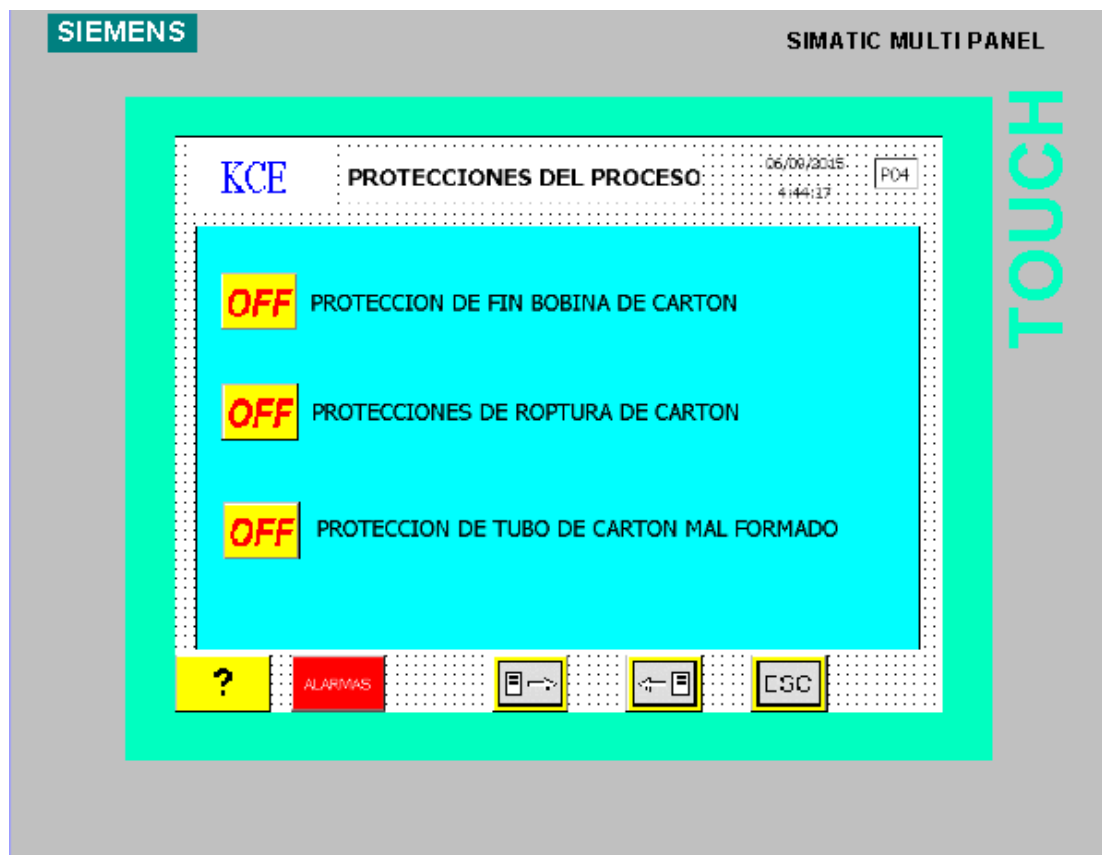 SIEMENS
SIMATIC MULTI PANEL
TOUCH
KCE
PROTECCIONES DEL PROCESO
06/09/2015
4:44:17
P04
OFF PROTECCION DE FIN BOBINA DE CARTON
OFF PROTECCIONES DE ROPTURA DE CARTON
OFF PROTECCION DE TUBO DE CARTON MAL FORMADO
?
ALARMAS
ESC